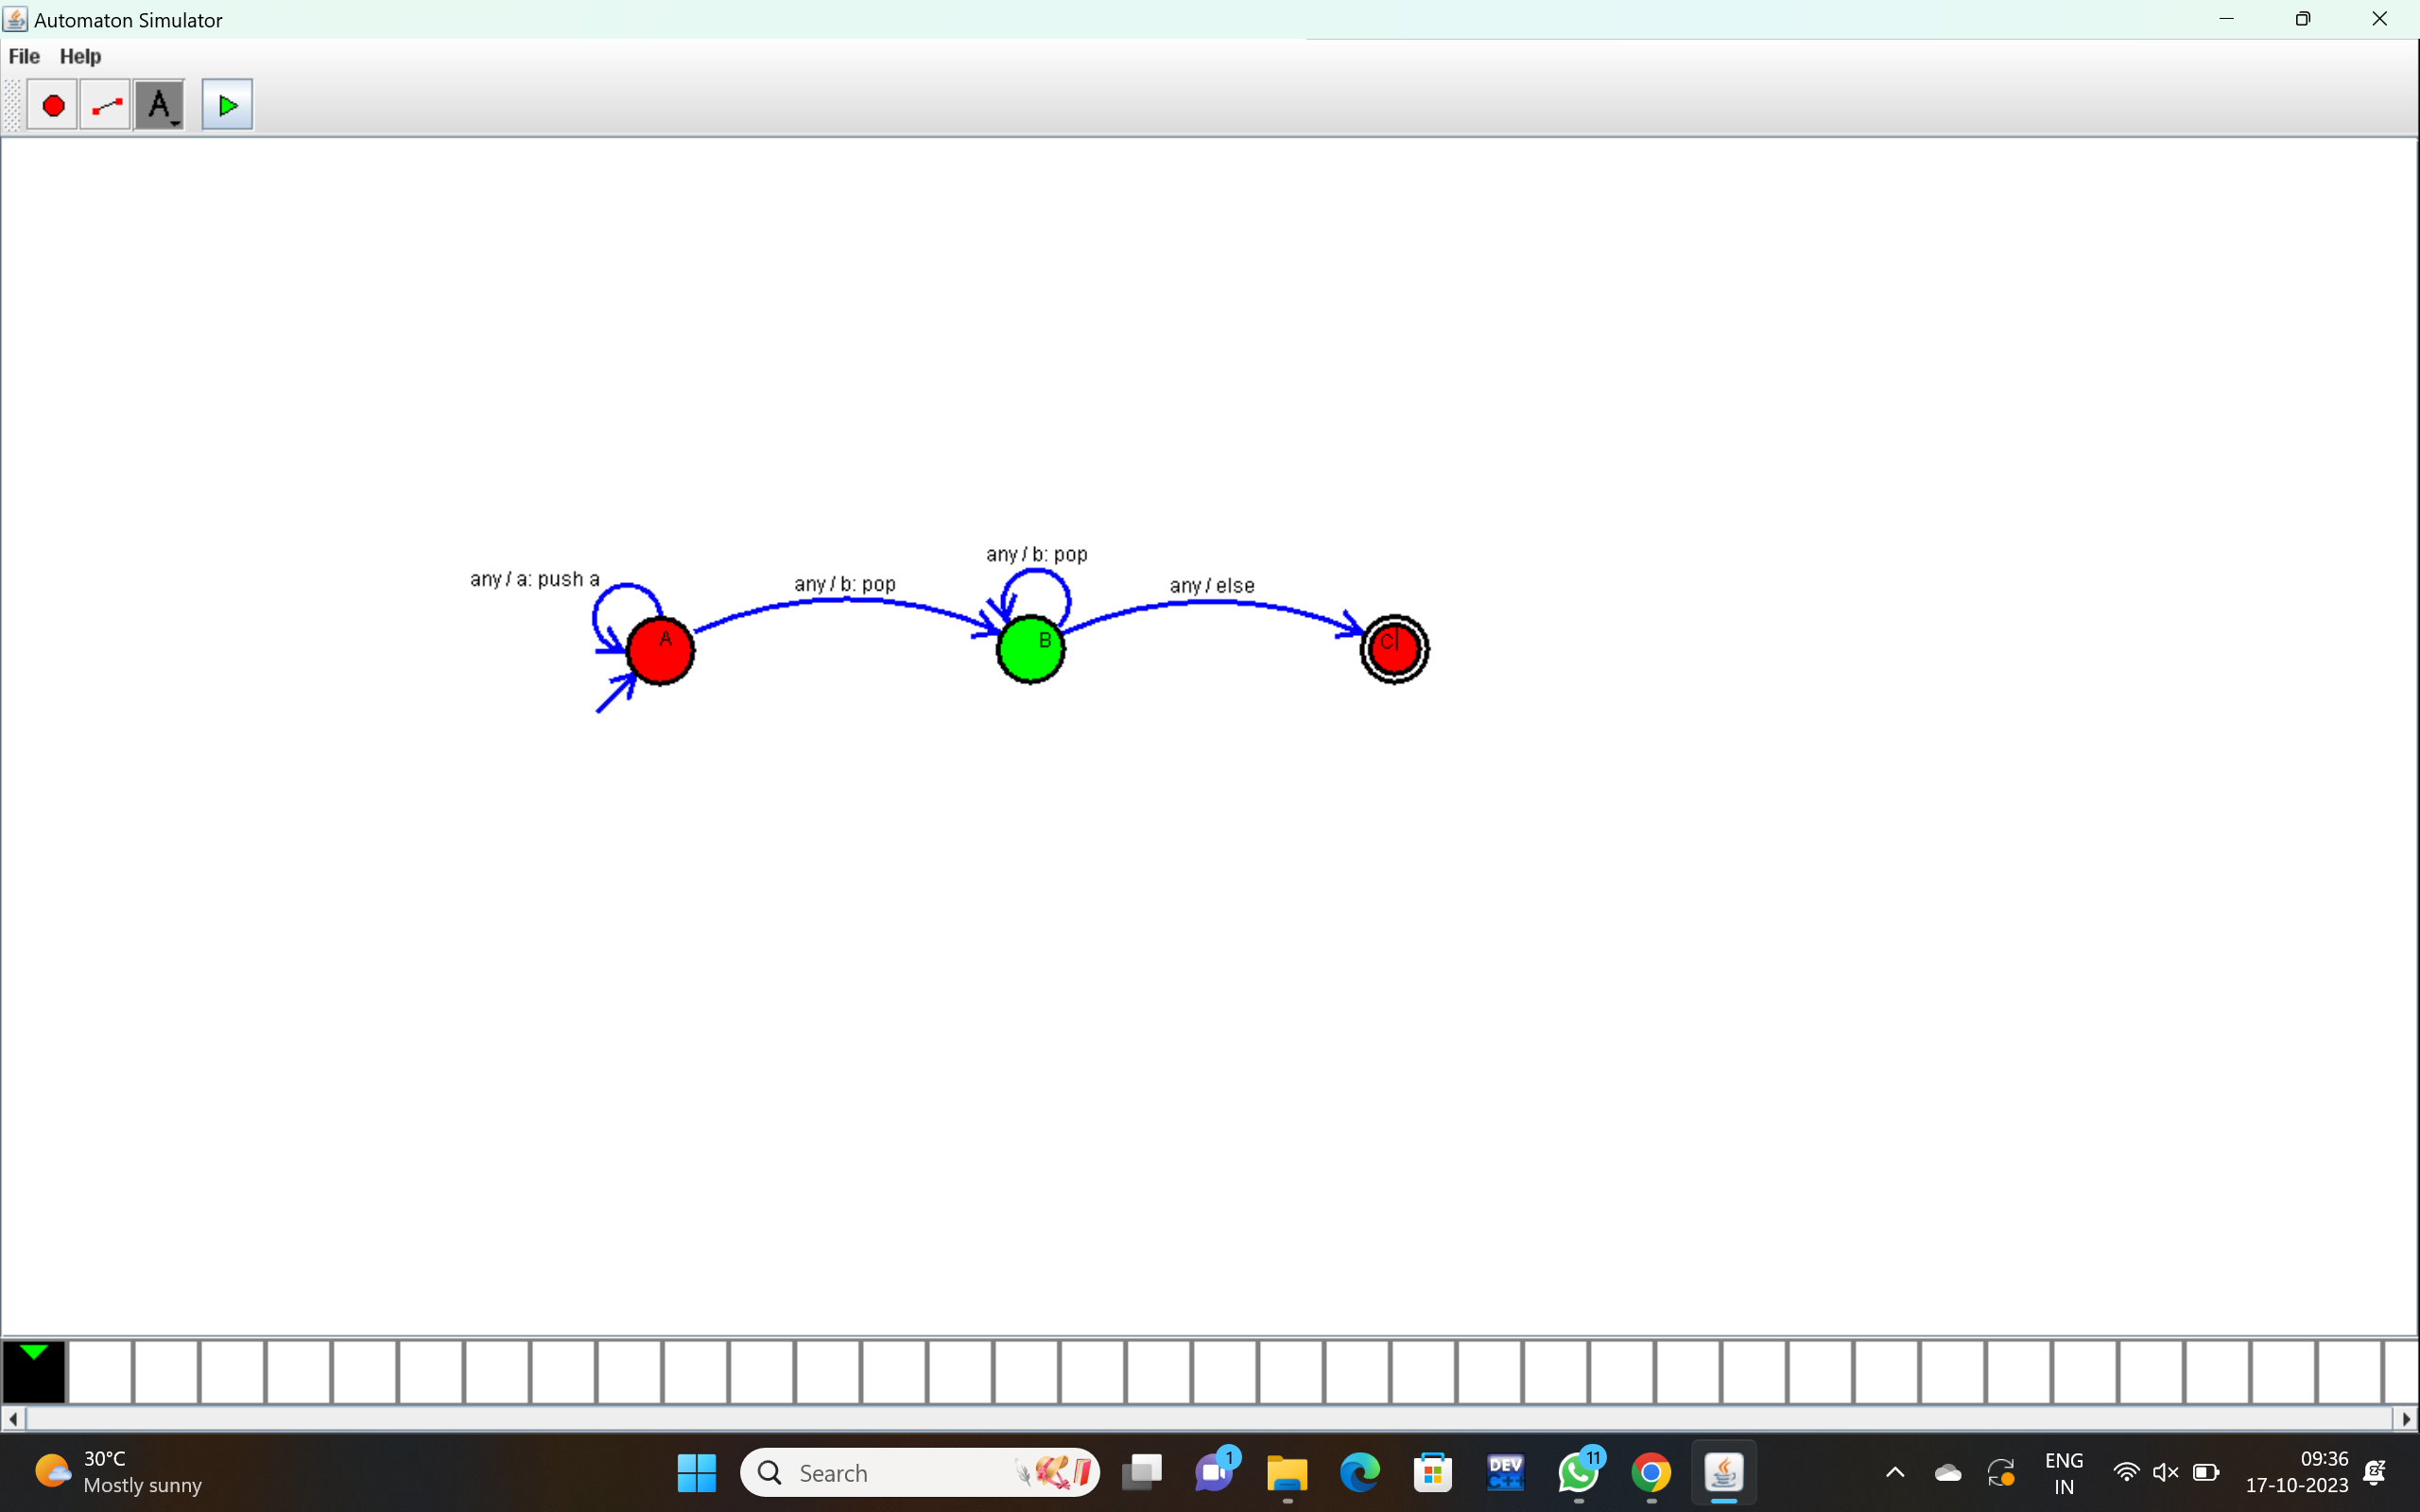 Automaton Simulator
File Help
A
any / b: pop
any / a: push a
any / b: pop
any / else
A
B
C
30°C
Mostly sunny
Search
1
DEV
C++
11
ENG
IN
09:36
17-10-2023